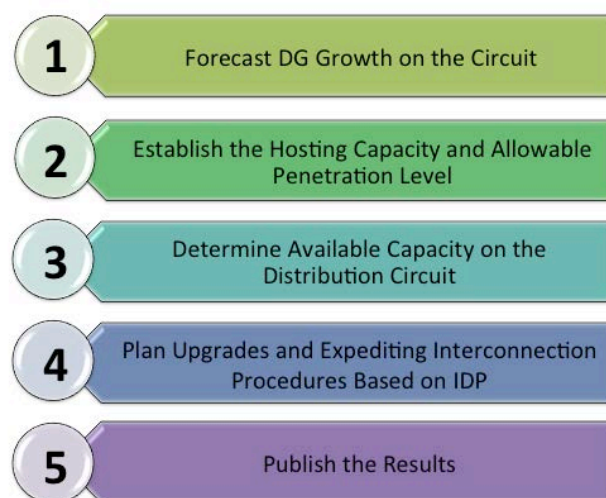 1
Forecast DG Growth on the Circuit
2
Establish the Hosting Capacity and Allowable
Penetration Level
3
Determine Available Capacity on the
Distribution Circuit
4
Plan Upgrades and Expediting Interconnection
Procedures Based on IDP
5
Publish the Results